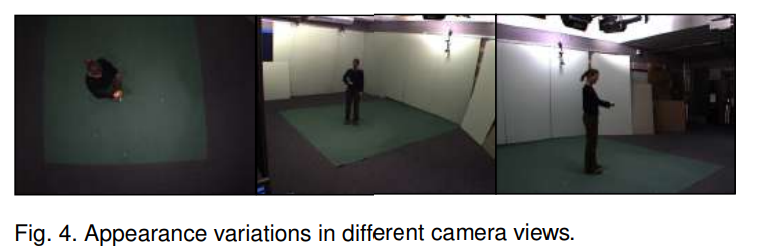 Fig. 4. Appearance variations in different camera views.